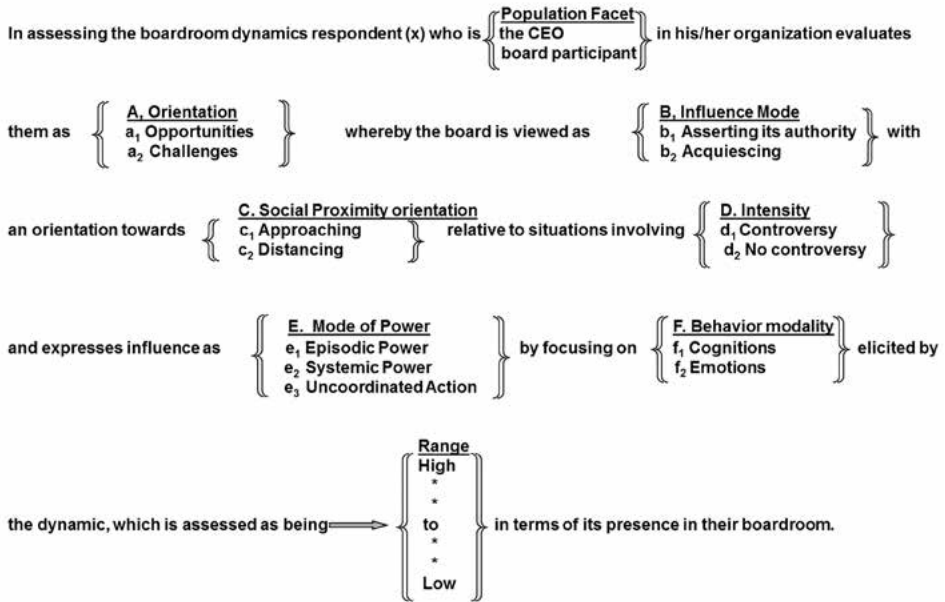 Population Facet
In assessing the boardroom dynamics respondent (x) who is the CEO in his/her organization evaluates
board participant
A, Orientation B, Influence Mode
them as a1 Opportunities whereby the board is viewed as b1 Asserting its authority with
a2 Challenges b2 Acquiescing
C. Social Proximity orientation D. Intensity
an orientation towards c1 Approaching relative to situations involving d1 Controversy
c2 Distancing d2 No controversy
E. Mode of Power F. Behavior modality
and expresses influence as e1 Episodic Power by focusing on f1 Cognitions elicited by
e2 Systemic Power f2 Emotions
e3 Uncoordinated Action
Range
High
*
*
the dynamic, which is assessed as being to in terms of its presence in their boardroom.
*
*
Low